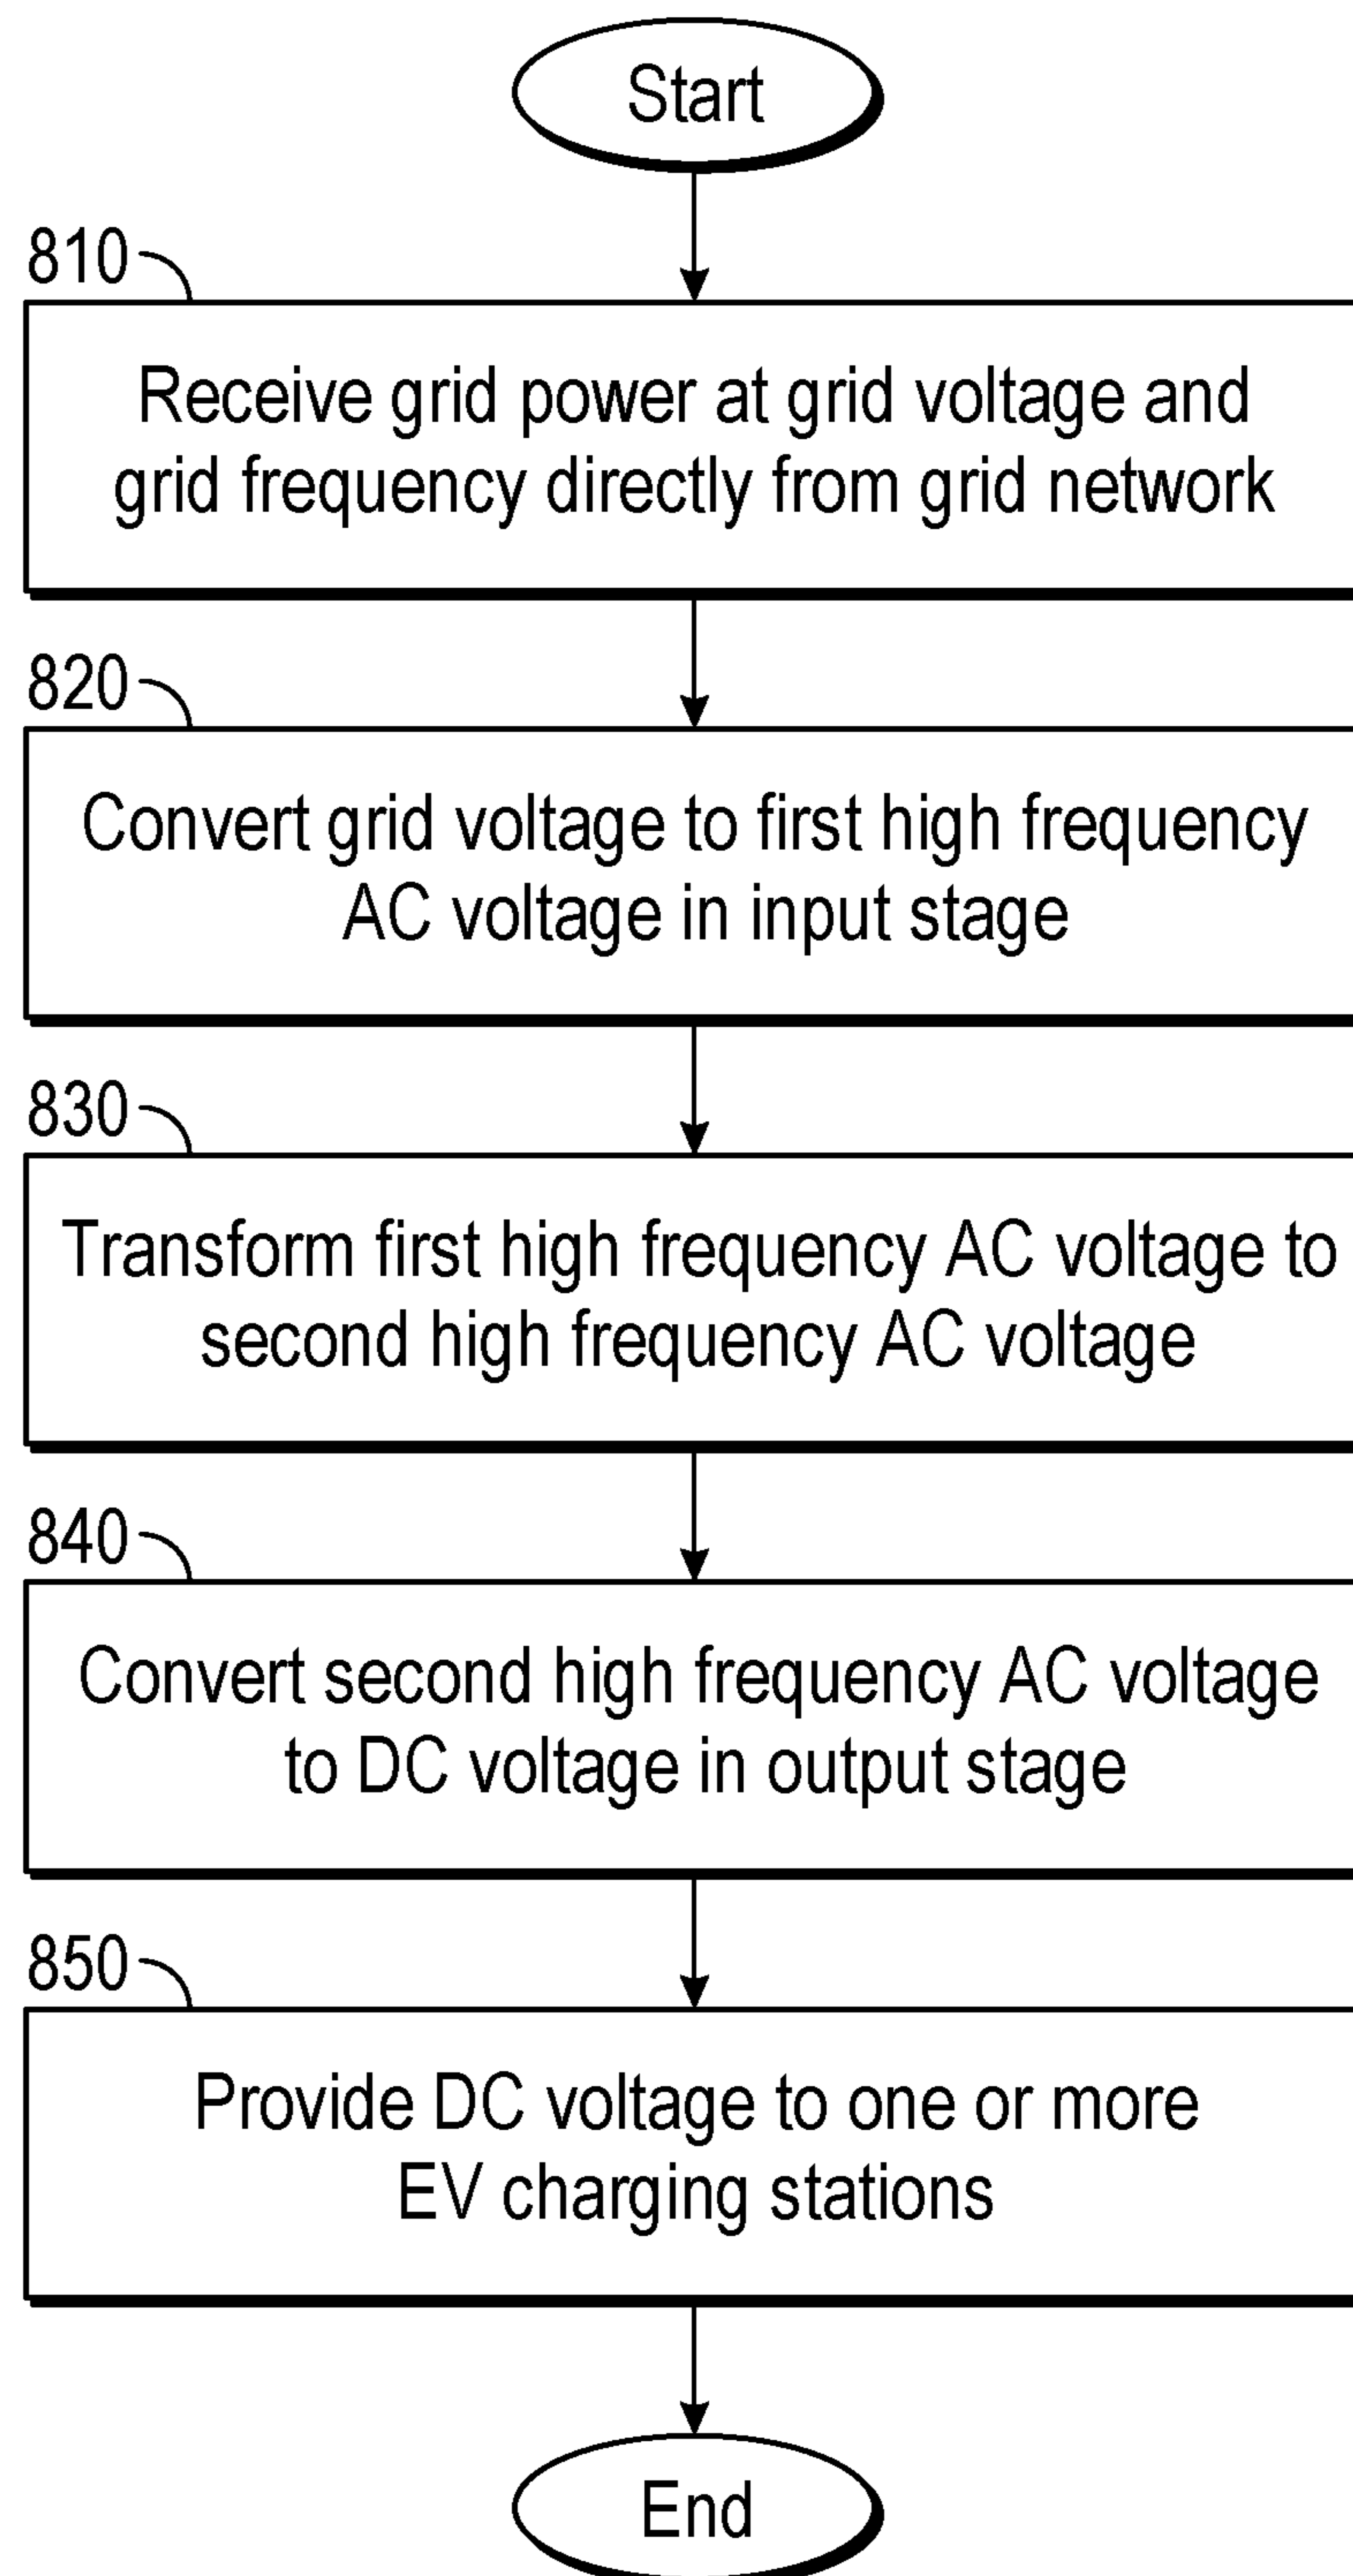 Start
810
Receive grid power at grid voltage and
grid frequency directly from grid network
820
Convert grid voltage to first high frequency
AC voltage in input stage
830
Transform first high frequency AC voltage to
second high frequency AC voltage
840
Convert second high frequency AC voltage
to DC voltage in output stage
850
Provide DC voltage to one or more
EV charging stations
End